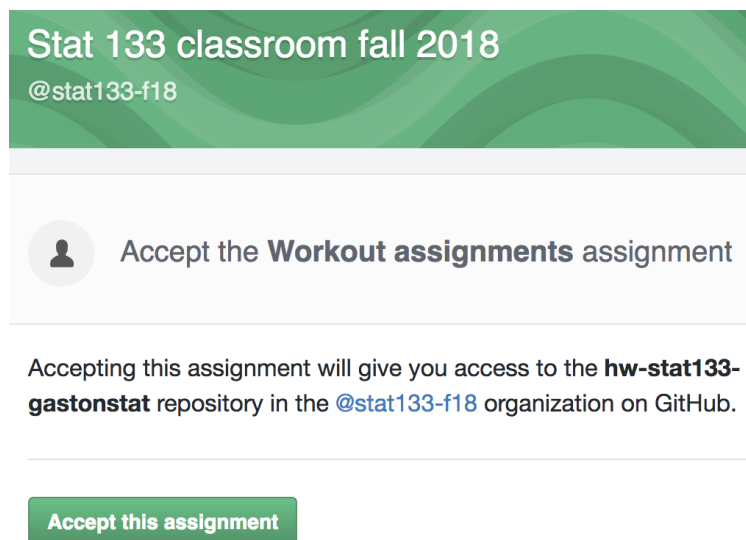 Stat 133 classroom fall 2018
@stat133-f18
Accept the Workout assignments assignment
Accepting this assignment will give you access to the hw-stat133-
gastonstat repository in the @stat133-f18 organization on GitHub.
Accept this assignment